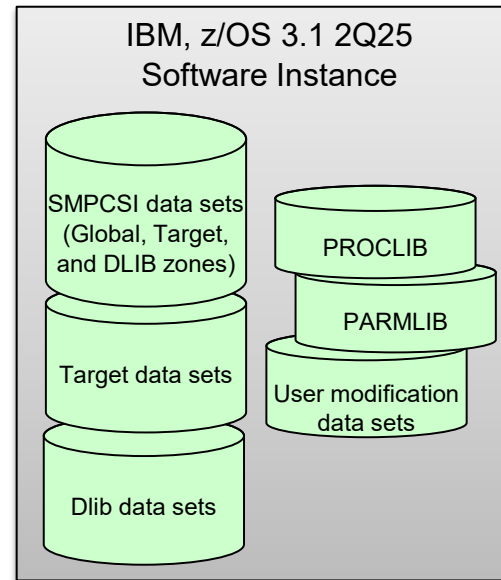 IBM, z/OS 3.1 2Q25
Software Instance
SMPCSI data sets
(Global, Target,
and DLIB zones)
Target data sets
Dlib data sets
PROCLIB
PARMLIB
User modification
data sets